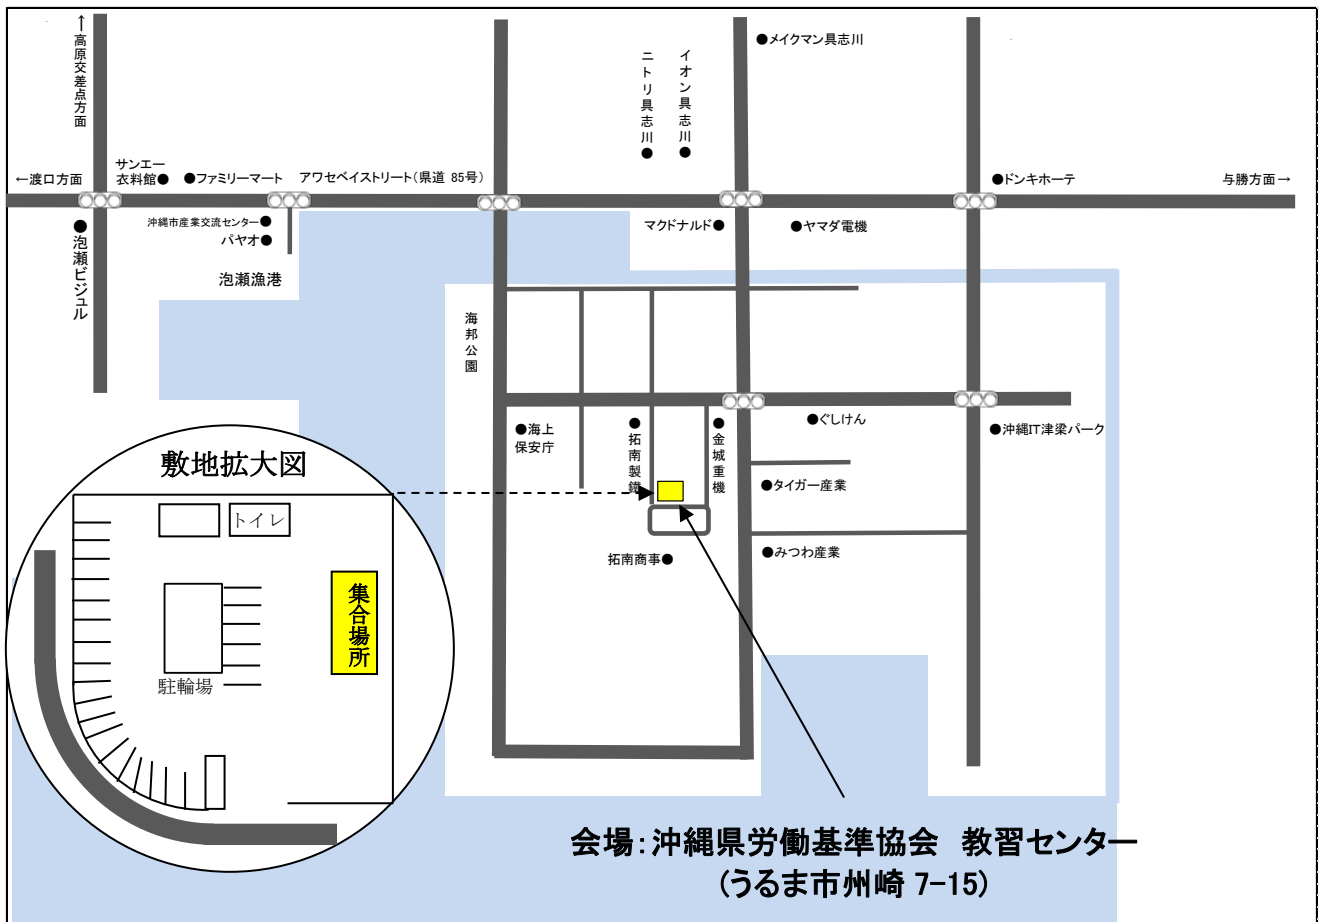 ↑高原交差点方面
●メイクマン具志川
ニトリ具志川●
イオン具志川●
←渡口方面
サンエー
衣料館●
●ファミリーマート
アワセベイストリート(県道 85号)
●ドンキホーテ
与勝方面→
●泡瀬ビジュル
沖縄市産業交流センター●
パヤオ●
泡瀬漁港
マクドナルド●
●ヤマダ電機
海邦公園
●海上
保安庁
●拓南製鐵
●金城重機
●ぐしけん
●沖縄IT津梁パーク
●タイガー産業
拓南商事●
●みつわ産業
敷地拡大図
トイレ
集合場所
駐輪場
会場:沖縄県労働基準協会 教習センター
(うるま市州崎 7-15)